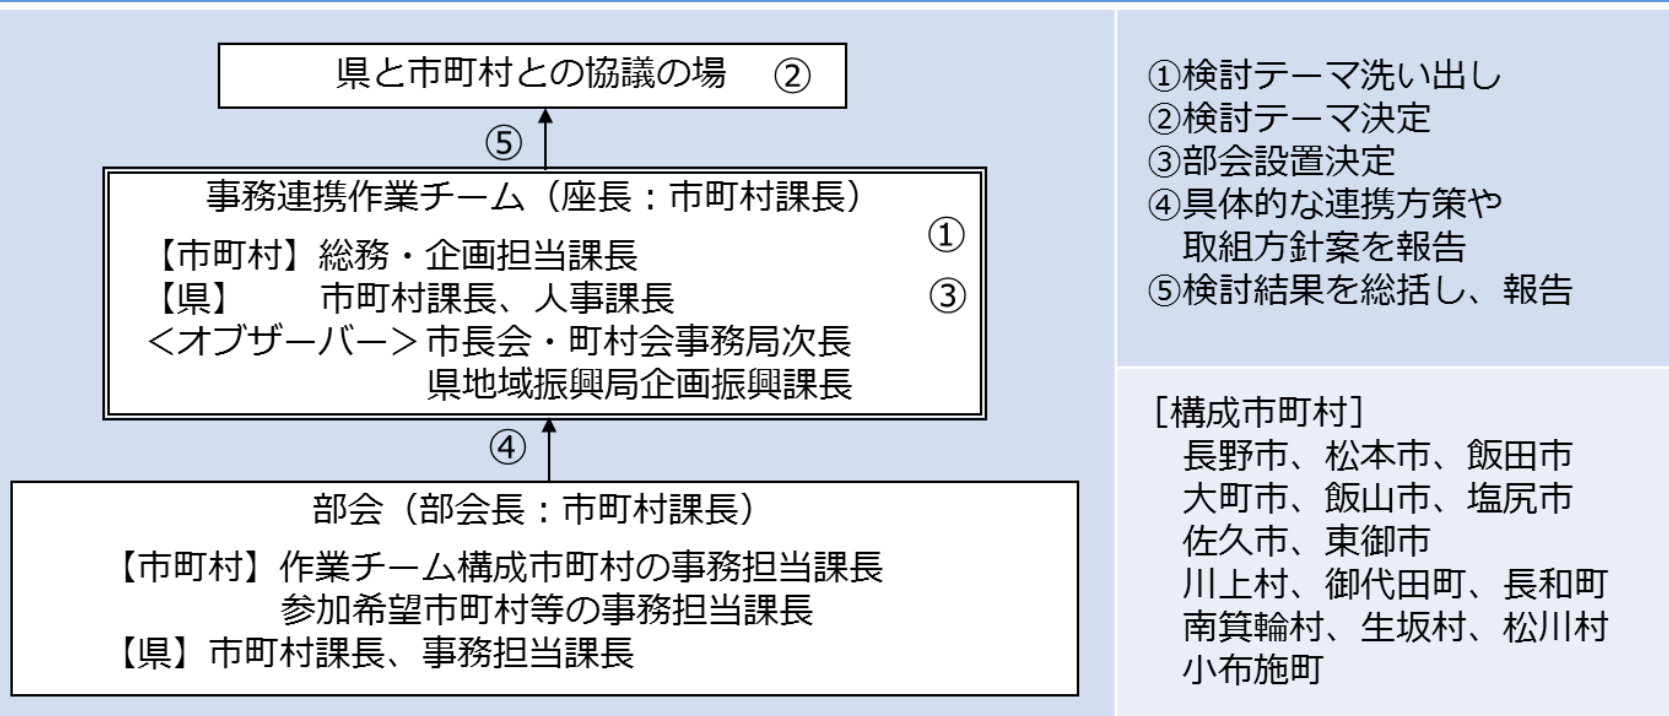 県と市町村との協議の場 ②
⑤
事務連携作業チーム（座長：市町村課長）
①
【市町村】総務・企画担当課長
【県】 市町村課長、人事課長 ③
＜オブザーバー＞市長会・町村会事務局次長
県地域振興局企画振興課長
④
部会（部会長：市町村課長）
【市町村】作業チーム構成市町村の事務担当課長
参加希望市町村等の事務担当課長
【県】市町村課長、事務担当課長
①検討テーマ洗い出し
②検討テーマ決定
③部会設置決定
④具体的な連携方策や
取組方針案を報告
⑤検討結果を総括し、報告
［構成市町村］
長野市、松本市、飯田市
大町市、飯山市、塩尻市
佐久市、東御市
川上村、御代田町、長和町
南箕輪村、生坂村、松川村
小布施町